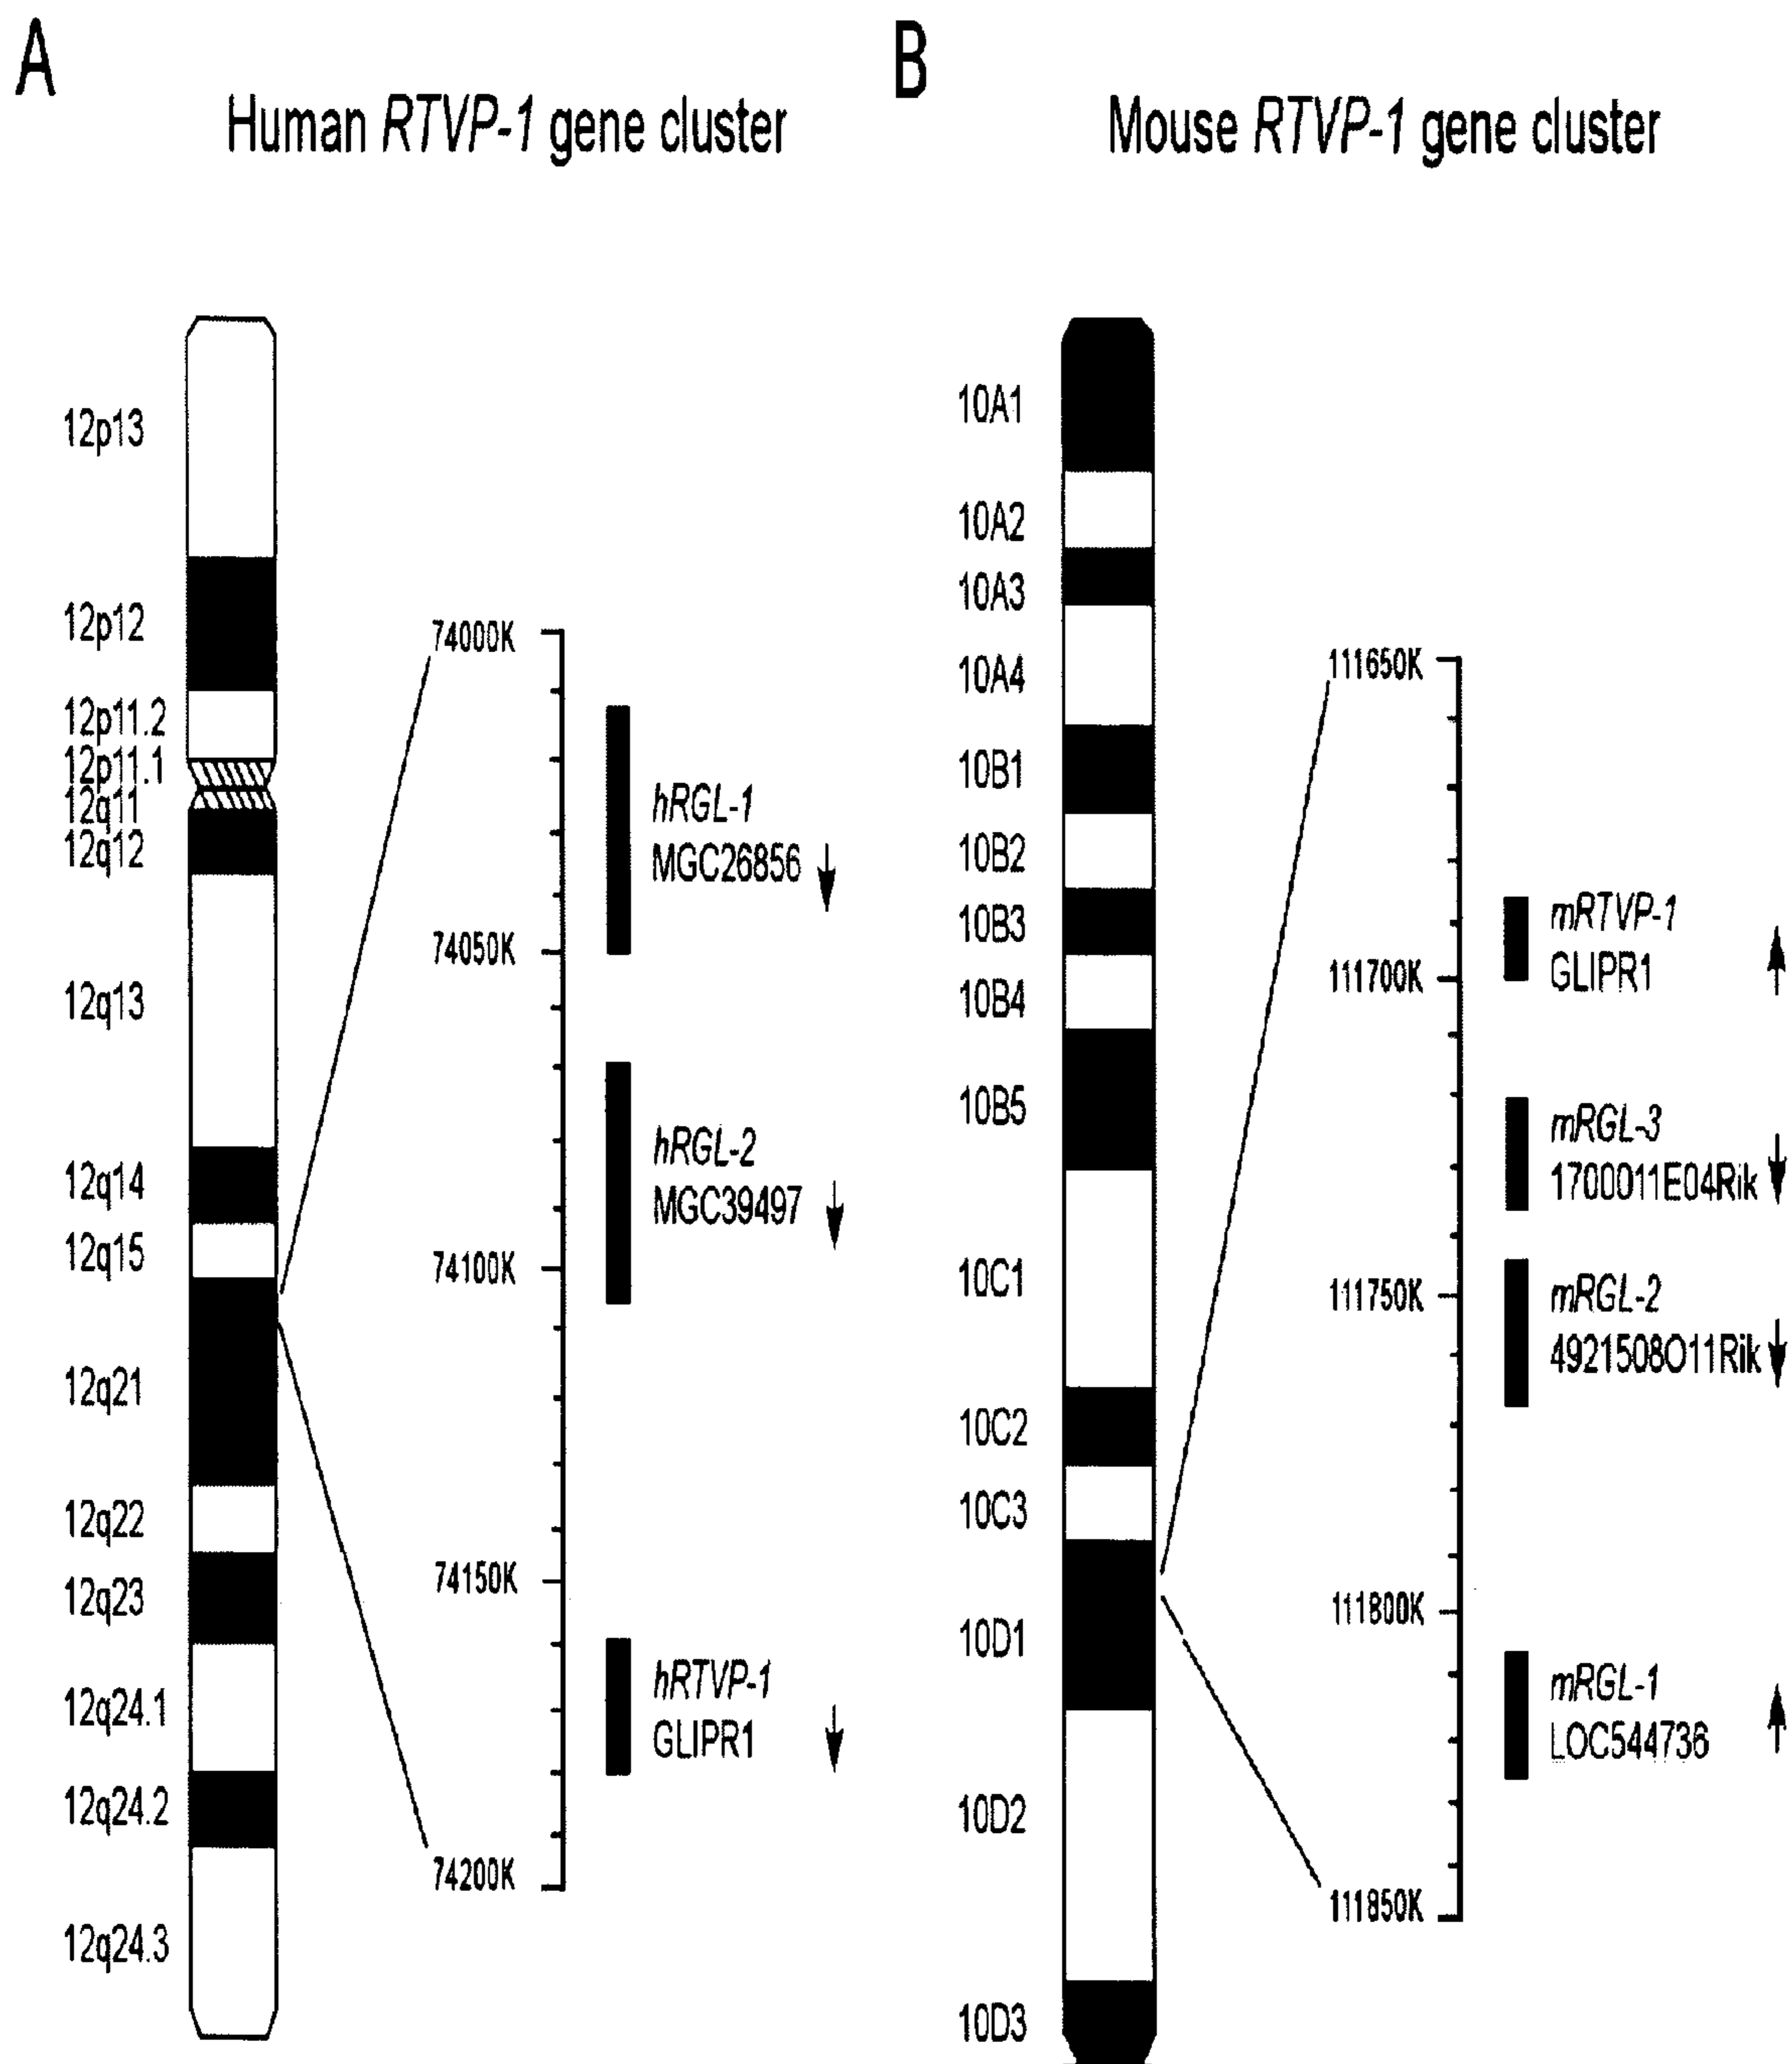 A
Human RTVP-1 gene cluster
12p13
12p12
12p11.2
12p11.1
12q11
12q12
12q13
12q14
12q15
12q21
12q22
12q23
12q24.1
12q24.2
12q24.3
74000K
74050K
74100K
74150K
74200K
hRGL-1
MGC26856
hRGL-2
MGC39497
hRTVP-1
GLIPR1
B
Mouse RTVP-1 gene cluster
10A1
10A2
10A3
10A4
10B1
10B2
10B3
10B4
10B5
10C1
10C2
10C3
10D1
10D2
10D3
111650K
111700K
111750K
111800K
111850K
mRTVP-1
GLIPR1
mRGL-3
1700011E04Rik
mRGL-2
4921508O11Rik
mRGL-1
LOC544736